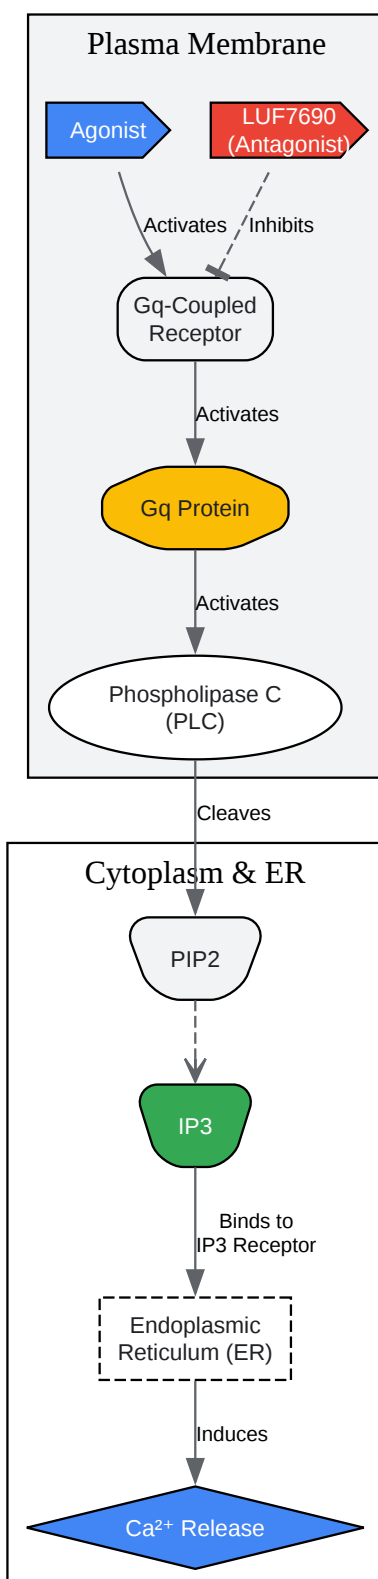 Plasma Membrane
Agonist
LUF7690
(Antagonist)
Activates
Inhibits
Gq-Coupled
Receptor
Activates
Gq Protein
Activates
Phospholipase C
(PLC)
Cleaves
Cytoplasm & ER
PIP2
IP3
Binds to
IP3 Receptor
Endoplasmic
Reticulum (ER)
Induces
Ca²⁺ Release